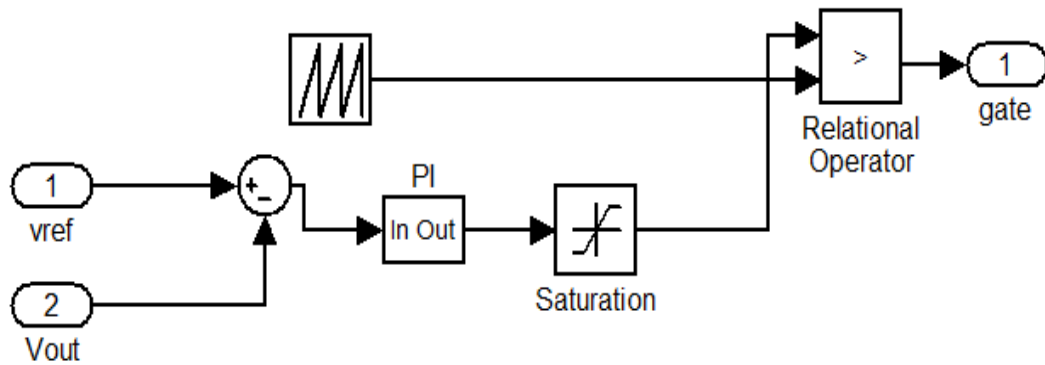 >
1
gate
Relational
Operator
1
vref
+
−
PI
In Out
Saturation
2
Vout